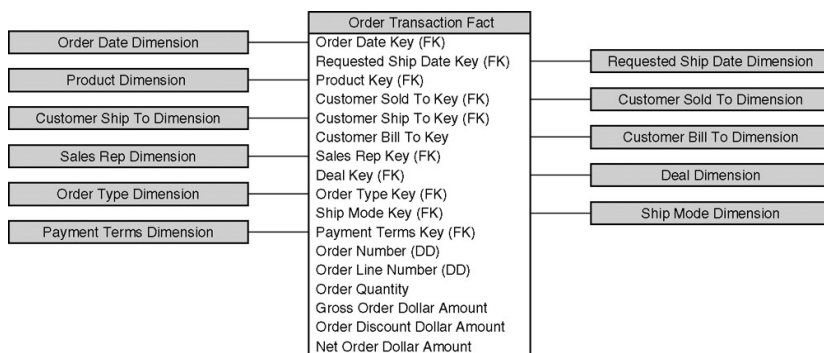 Order Transaction Fact
Order Date Dimension
Product Dimension
Customer Ship To Dimension
Sales Rep Dimension
Order Type Dimension
Payment Terms Dimension
Order Date Key (FK)
Requested Ship Date Key (FK)
Product Key (FK)
Customer Sold To Key (FK)
Customer Ship To Key (FK)
Customer Bill To Key
Sales Rep Key (FK)
Deal Key (FK)
Order Type Key (FK)
Ship Mode Key (FK)
Payment Terms Key (FK)
Order Number (DD)
Order Line Number (DD)
Order Quantity
Gross Order Dollar Amount
Order Discount Dollar Amount
Net Order Dollar Amount
Requested Ship Date Dimension
Customer Sold To Dimension
Customer Bill To Dimension
Deal Dimension
Ship Mode Dimension